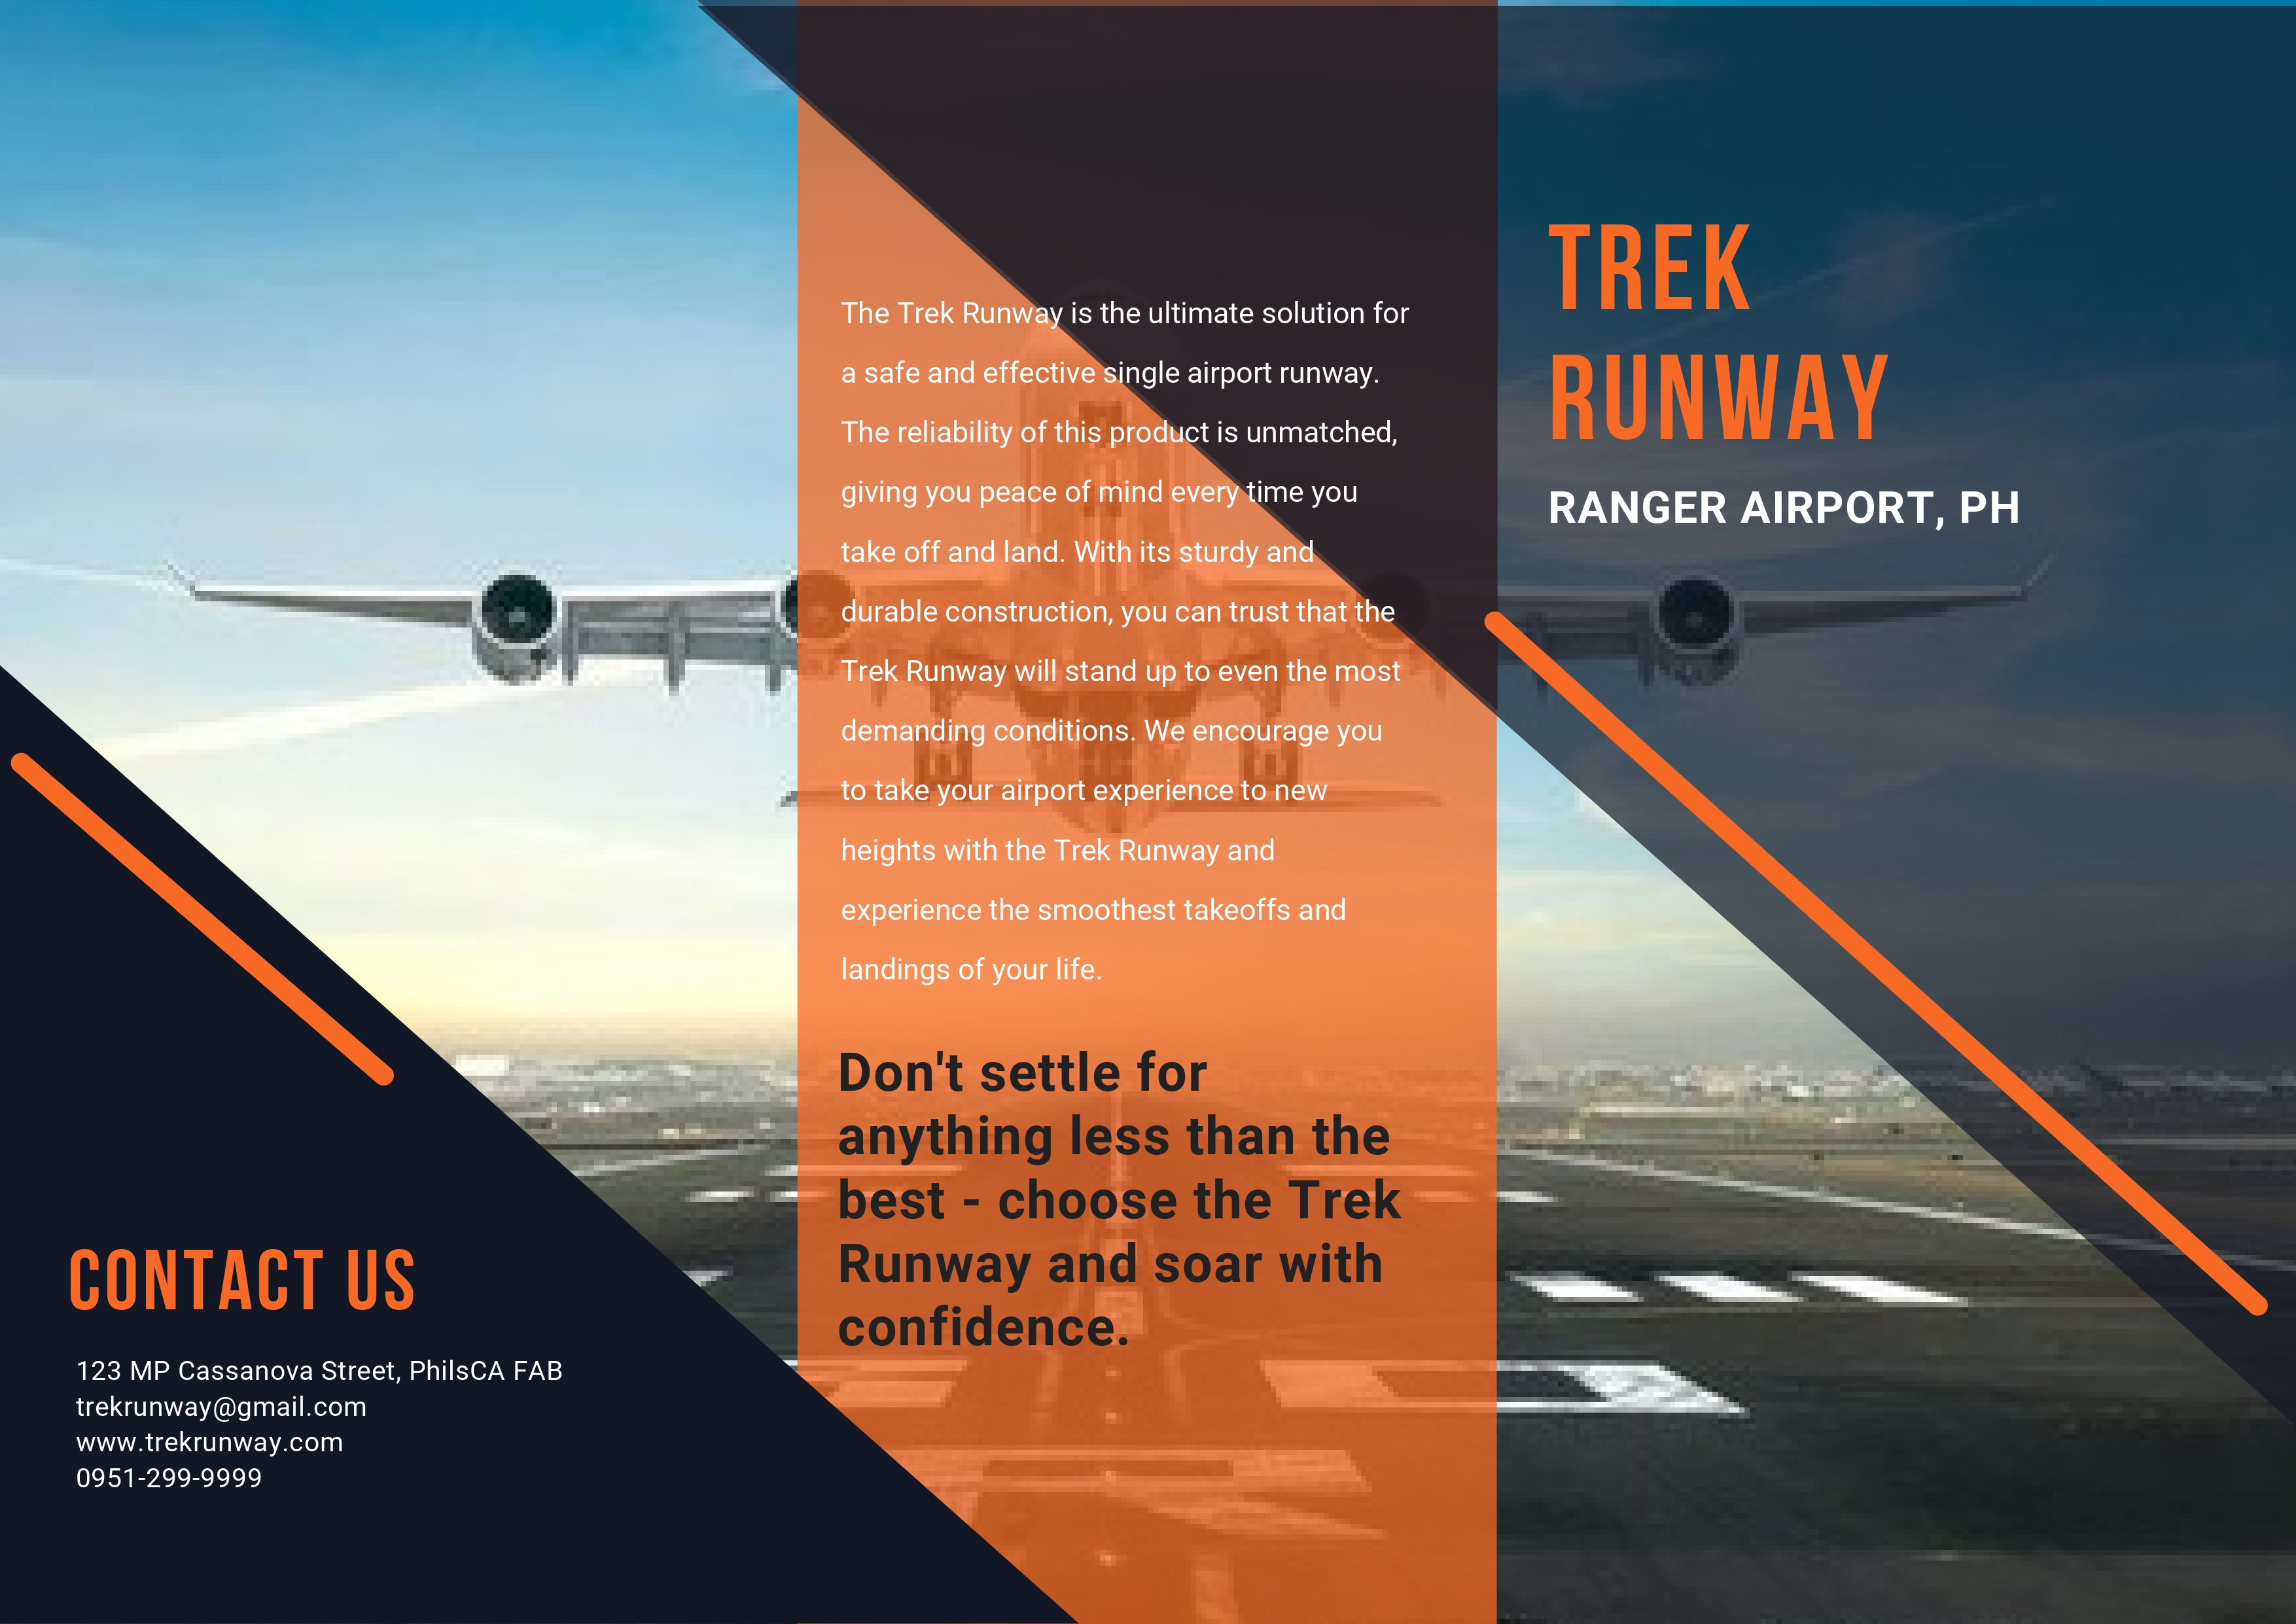 The Trek Runway is the ultimate solution for
a safe and effective single airport runway.
The reliability of this product is unmatched,
giving you peace of mind every time you
take off and land. With its sturdy and
durable construction, you can trust that the
Trek Runway will stand up to even the most
demanding conditions. We encourage you
to take your airport experience to new
heights with the Trek Runway and
experience the smoothest takeoffs and
landings of your life.
Don't settle for
anything less than the
best - choose the Trek
Runway and soar with
confidence.
TREK
RUNWAY
RANGER AIRPORT, PH
CONTACT US
123 MP Cassanova Street, PhilsCA FAB
trekrunway@gmail.com
www.trekrunway.com
0951-299-9999